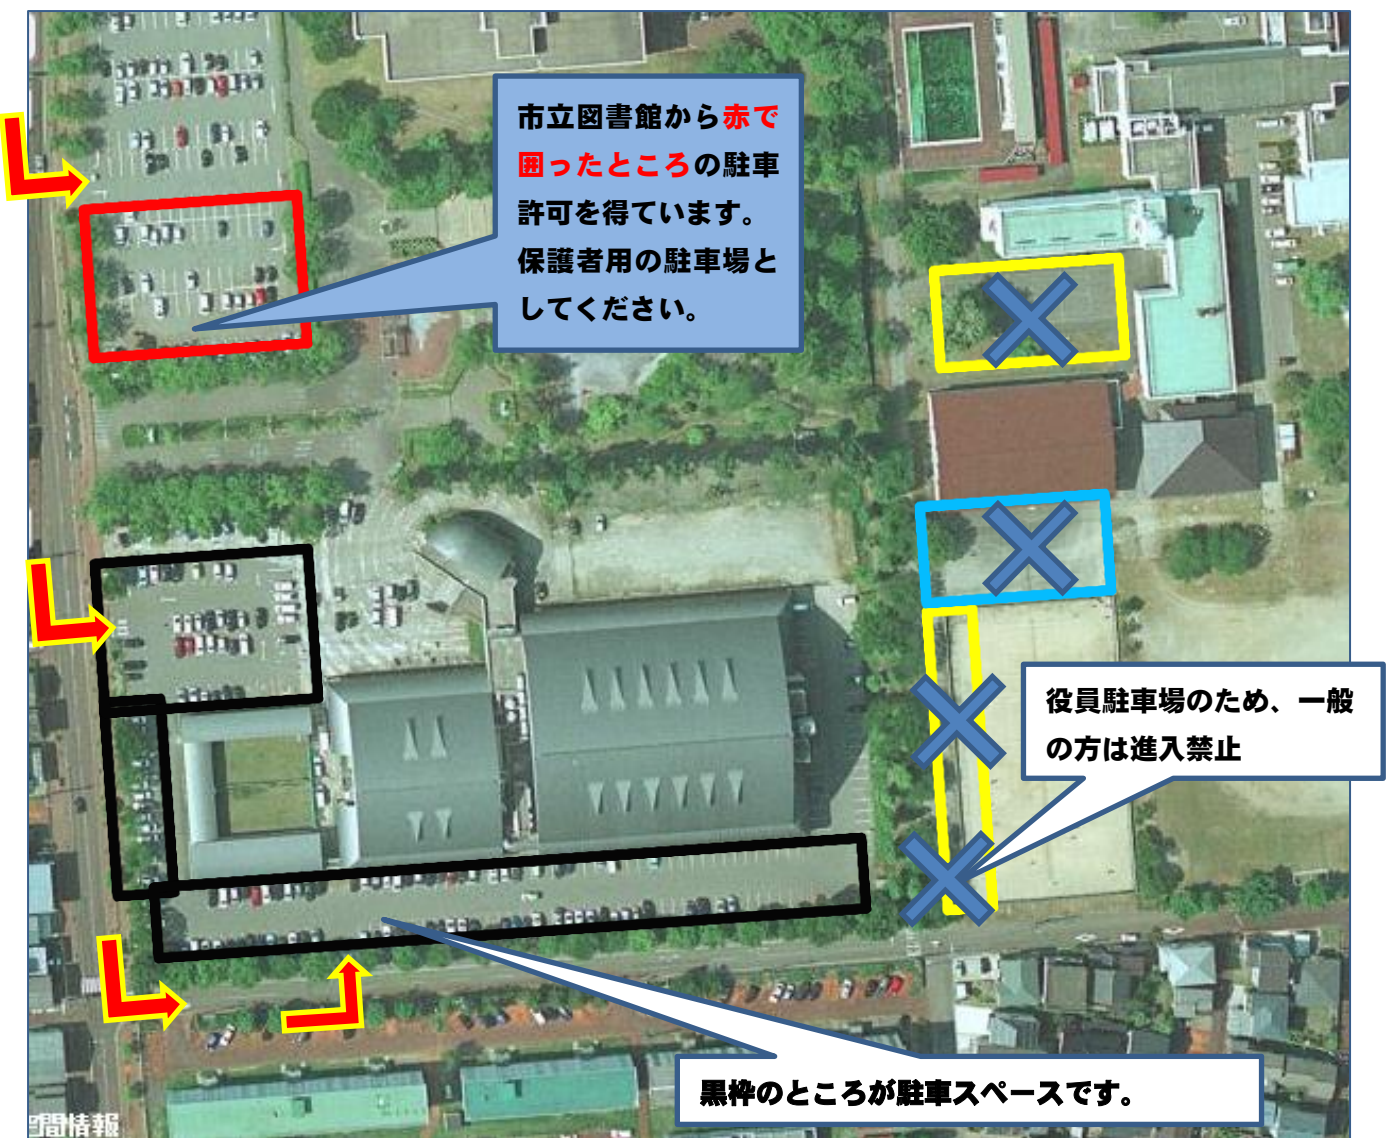 市立図書館から赤で
囲ったところの駐車
許可を得ています。
保護者用の駐車場と
してください。
役員駐車場のため、一般
の方は進入禁止
黒枠のところが駐車スペースです。
間情報